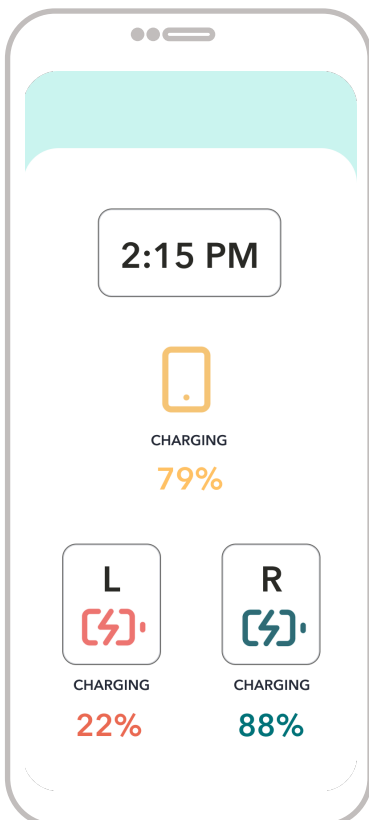 2:15 PM
CHARGING
79%
L R
CHARGING CHARGING
22% 88%